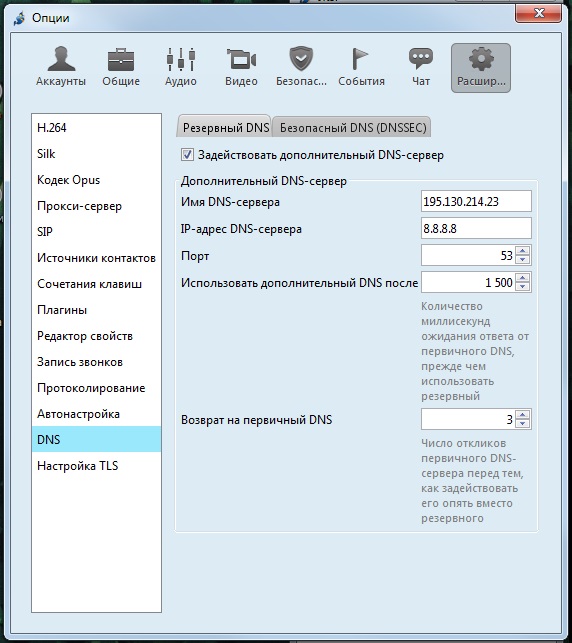 Опции
Аккаунты Общие Аудио Видео Безопас... События Чат Расшир...
H.264
Silk
Кодек Opus
Прокси-сервер
SIP
Источники контактов
Сочетания клавиш
Плагины
Редактор свойств
Запись звонков
Протоколирование
Автонастройка
DNS
Настройка TLS
Резервный DNS Безопасный DNS (DNSSEC)
Задействовать дополнительный DNS-сервер
Дополнительный DNS-сервер
Имя DNS-сервера 195.130.214.23
IP-адрес DNS-сервера 8.8.8.8
Порт 53
Использовать дополнительный DNS после 1 500
Количество
миллисекунд
ожидания ответа от
первичного DNS,
прежде чем
использовать
резервный
Возврат на первичный DNS 3
Число откликов
первичного DNS-
сервера перед тем,
как задействовать
его опять вместо
резервного